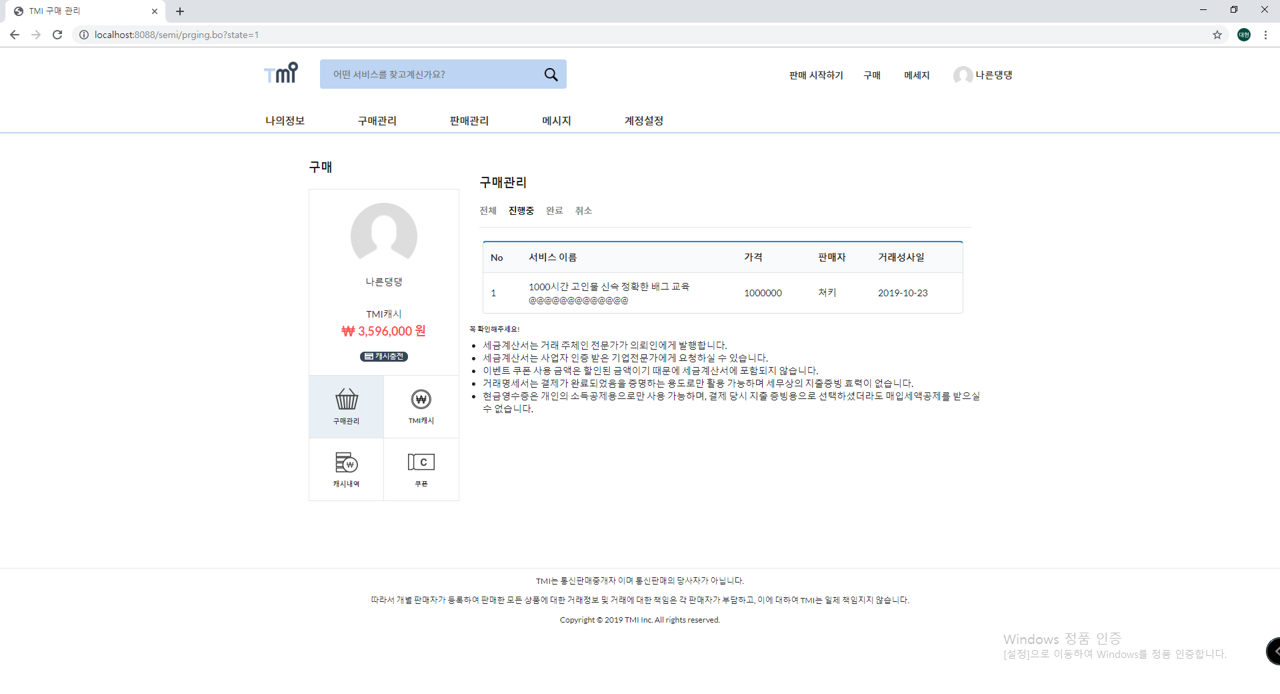 TMI 구매 관리
localhost:8088/semi/prging.bo?state=1
대현
TMI
어떤 서비스를 찾고계신가요?
판매 시작하기 구매 메세지 나른댕댕
나의정보 구매관리 판매관리 메시지 계정설정
구매
나른댕댕
TMI캐시
₩ 3,596,000 원
캐시충전
구매관리 TMI캐시
캐시내역 쿠폰
구매관리
전체 진행중 완료 취소
No 서비스 이름 가격 판매자 거래성사일
1 1000시간 고인물 신속 정확한 배그 교육 1000000 쳐키 2019-10-23
@@@@@@@@@@@@@
꼭 확인해주세요!
세금계산서는 거래 주체인 전문가가 의뢰인에게 발행합니다.
세금계산서는 사업자 인증 받은 기업전문가에게 요청하실 수 있습니다.
이벤트 쿠폰 사용 금액은 할인된 금액이기 때문에 세금계산서에 포함되지 않습니다.
거래명세서는 결제가 완료되었음을 증명하는 용도로만 활용 가능하며 세무상의 지출증빙 효력이 없습니다.
현금영수증은 개인의 소득공제용으로만 사용 가능하며, 결제 당시 지출 증빙용으로 선택하셨더라도 매입세액공제를 받으실
수 없습니다.
TMI는 통신판매중개자 이며 통신판매의 당사자가 아닙니다.
따라서 개별 판매자가 등록하여 판매한 모든 상품에 대한 거래정보 및 거래에 대한 책임은 각 판매자가 부담하고, 이에 대하여 TMI는 일체 책임지지 않습니다.
Copyright © 2019 TMI Inc. All rights reserved.
Windows 정품 인증
[설정]으로 이동하여 Windows를 정품 인증합니다.